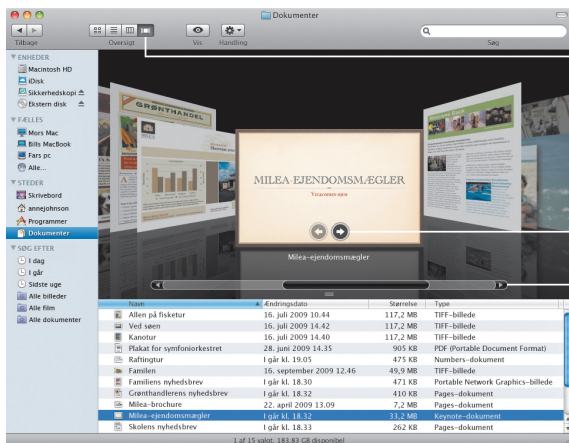 Dokumenter
Tilbage Oversigt Vis Handling Søg
ENHEDER
Macintosh HD
iDisk
Sikkerhedskopi
Ekstern disk
FÆLLES
Mors Mac
Bills MacBook
Fars pc
Alle...
STEDER
Skrivebord
annejohnson
Programmer
Dokumenter
SØG EFTER
I dag
I går
Sidste uge
Alle billeder
Alle film
Alle dokumenter
GRØNTHANDEL
MILEA-EJENDOMSMÆGLER
Milea-ejendomsmægler
Navn Ændringsdato Størrelse Type
Allen på fisketur 16. juli 2009 10.44 117,2 MB TIFF-billede
Ved søen 16. juli 2009 14.42 117,2 MB TIFF-billede
Kanotur 16. juli 2009 14.40 117,2 MB TIFF-billede
Plakat for symfoniorkestret 28. juni 2009 14.35 905 KB PDF (Portable Document Format)
Raftingtur I går kl. 19.05 475 KB Numbers-dokument
Familen 16. september 2009 12.46 49,9 MB TIFF-billede
Familiens nyhedsbrev I går kl. 18.30 471 KB Portable Network Graphics-billede
Grønthandlerens nyhedsbrev I går kl. 18.32 410 KB Pages-dokument
Milea-brochure 22. april 2009 13.09 7,2 MB Pages-dokument
Milea-ejendomsmægler I går kl. 18.32 33,2 MB Keynote-dokument
Skolens nyhedsbrev I går kl. 18.33 262 KB Pages-dokument
1 af 15 valgt, 183,83 GB disponibel